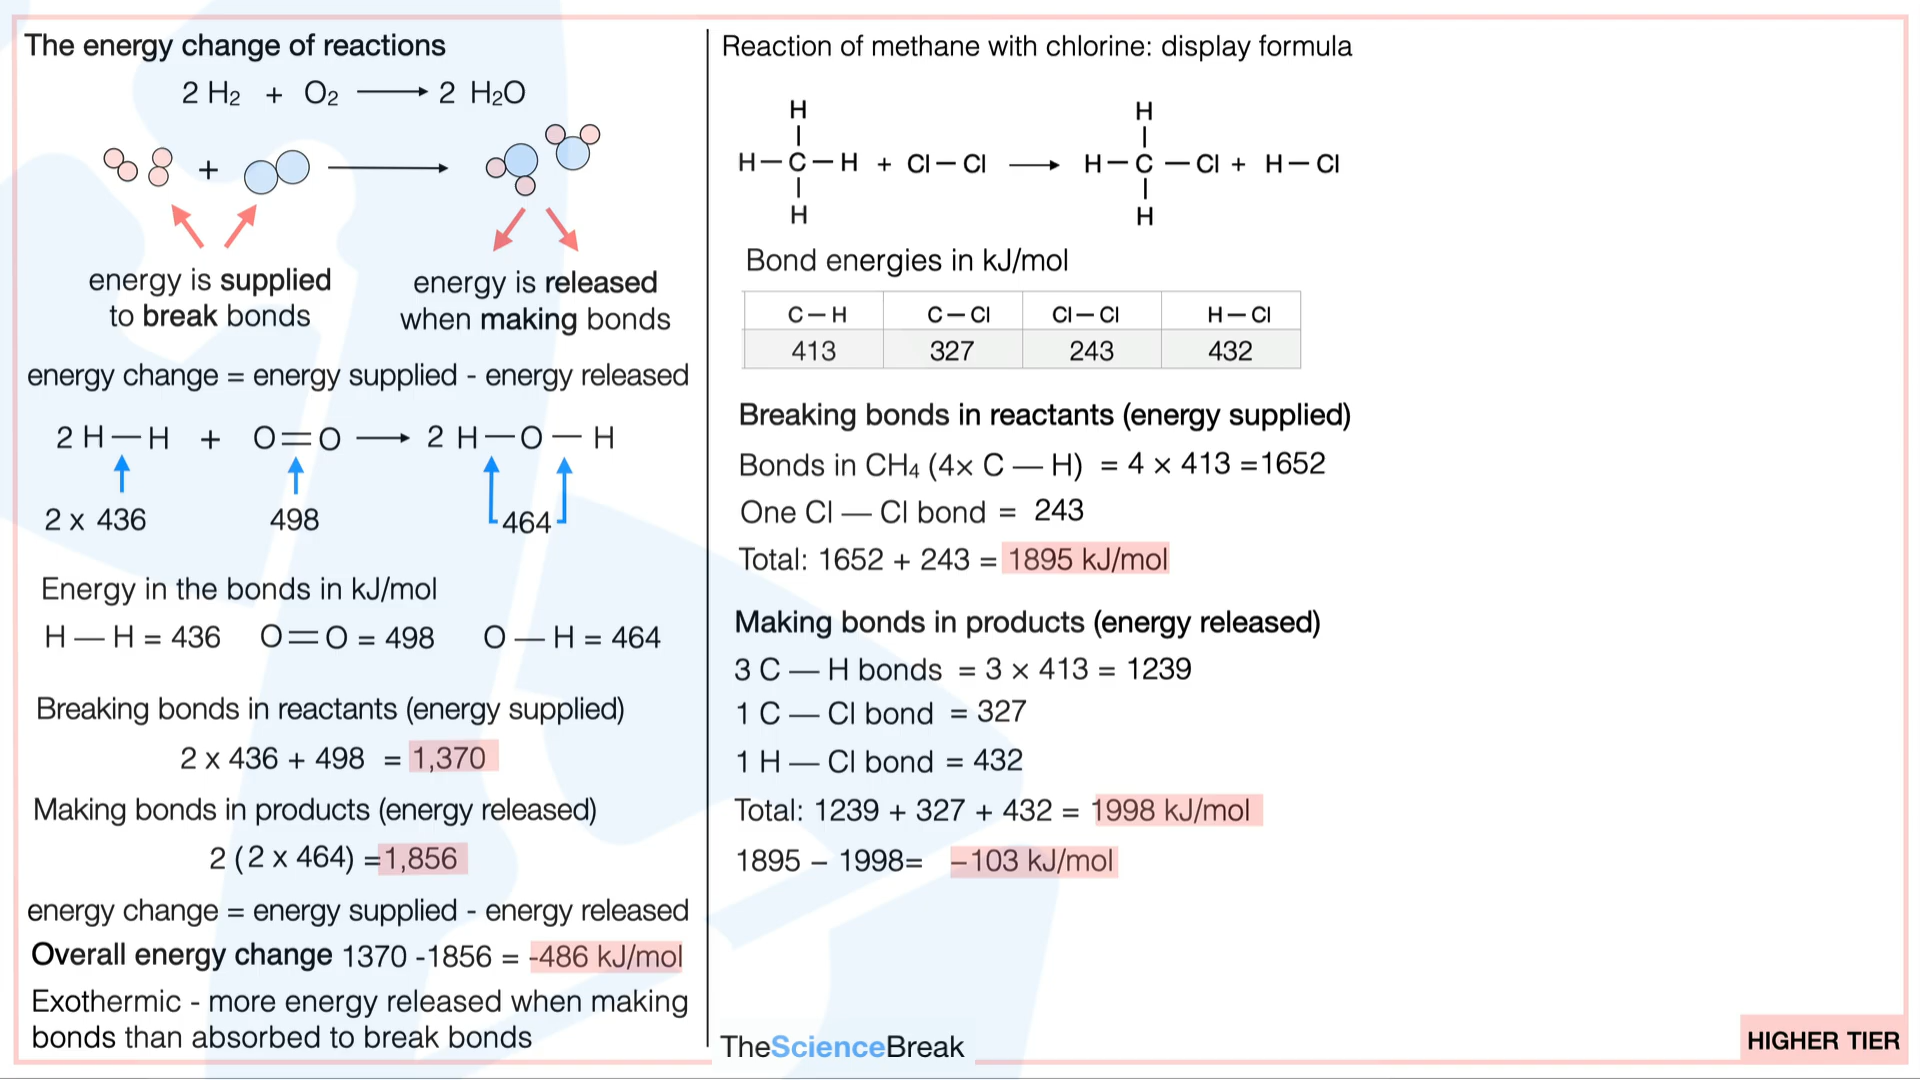 The energy change of reactions
2 H₂ + O₂ ⟶ 2 H₂O
+
energy is supplied
to break bonds
energy is released
when making bonds
energy change = energy supplied - energy released
2 H—H + O=O ⟶ 2 H—O—H
2 x 436
498
464
Energy in the bonds in kJ/mol
H — H = 436 O=O = 498 O — H = 464
Breaking bonds in reactants (energy supplied)
2 x 436 + 498 = 1,370
Making bonds in products (energy released)
2 (2 x 464) =1,856
energy change = energy supplied - energy released
Overall energy change 1370 -1856 = -486 kJ/mol
Exothermic - more energy released when making
bonds than absorbed to break bonds
Reaction of methane with chlorine: display formula
H H
| |
H—C—H + Cl—Cl ⟶ H—C—Cl + H—Cl
| |
H H
Bond energies in kJ/mol
C—H C—Cl Cl—Cl H—Cl
413 327 243 432
Breaking bonds in reactants (energy supplied)
Bonds in CH₄ (4× C — H) = 4 × 413 =1652
One Cl — Cl bond = 243
Total: 1652 + 243 = 1895 kJ/mol
Making bonds in products (energy released)
3 C — H bonds = 3 × 413 = 1239
1 C — Cl bond = 327
1 H — Cl bond = 432
Total: 1239 + 327 + 432 = 1998 kJ/mol
1895 – 1998= –103 kJ/mol
TheScienceBreak
HIGHER TIER